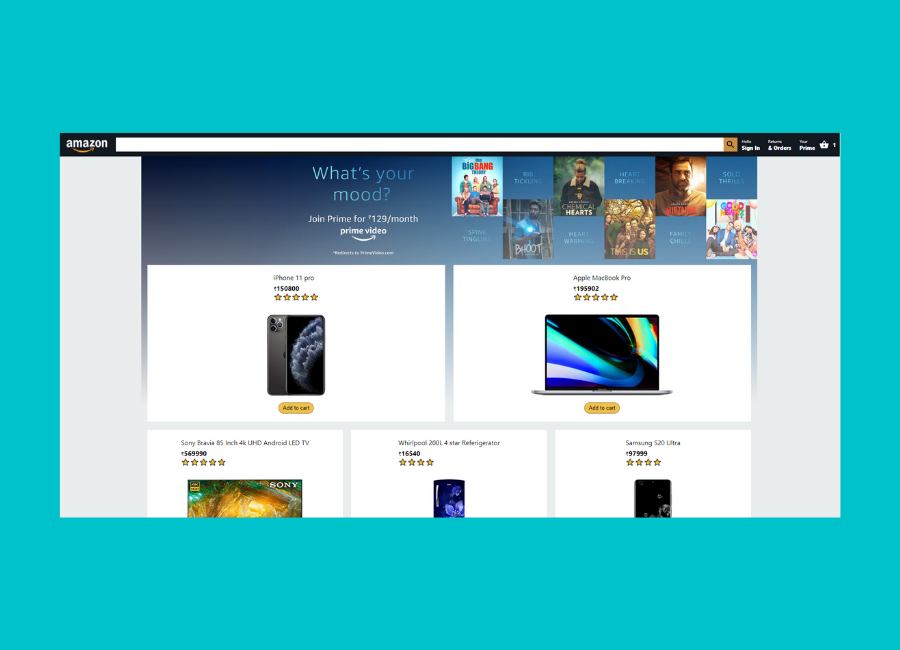 amazon
Hello
Sign In
Returns
& Orders
Your
Prime
1
What's your
mood?
Join Prime for ₹129/month
prime video
*Redirects to PrimeVideo.com
THE
BIG BANG
THEORY
RIB
TICKLING
CHEMICAL
HEARTS
HEART
BREAKING
SOLO
THRILLS
SPINE
TINGLING
BHOOT
HEART
WARMING
THIS IS US
FAMILY
CHILLS
iPhone 11 pro
₹150800
Add to cart
Apple MacBook Pro
₹195902
Add to cart
Sony Bravia 85 Inch 4k UHD Android LED TV
₹569990
4K
HDR
SONY
Whirlpool 200L 4 star Referigerator
₹16540
Samsung S20 Ultra
₹97999